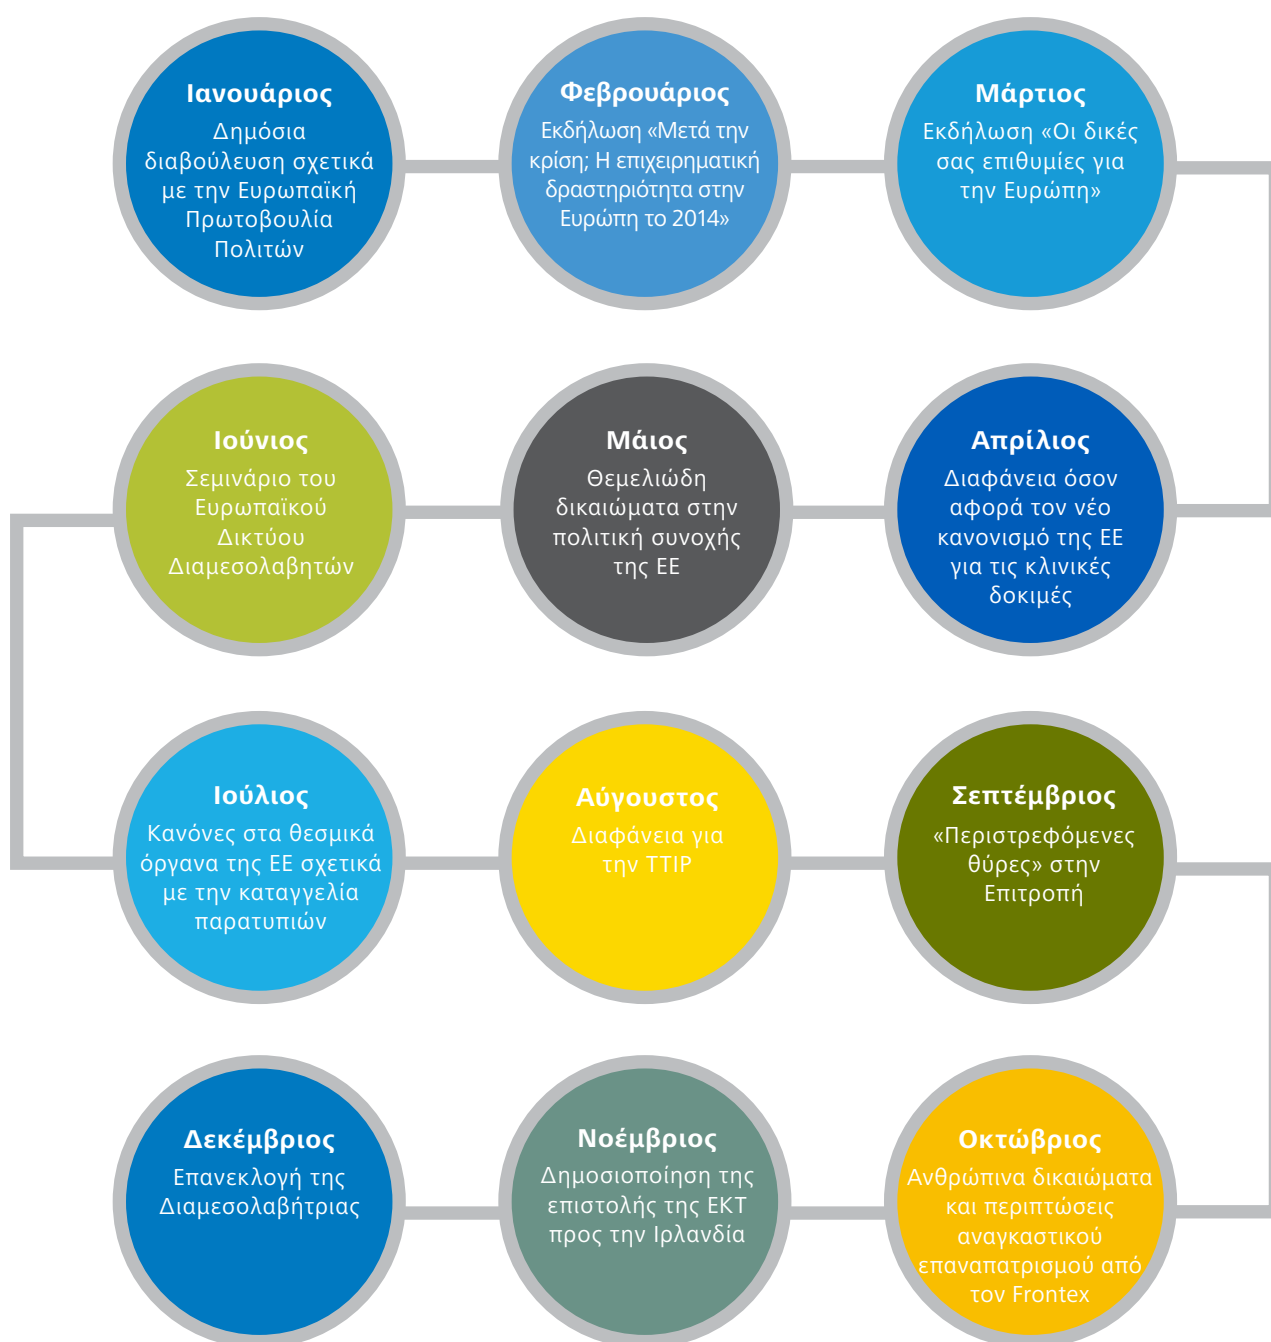 Ιανουάριος
Δημόσια
διαβούλευση σχετικά
με την Ευρωπαϊκή
Πρωτοβουλία
Πολιτών
Φεβρουάριος
Εκδήλωση «Μετά την
κρίση; Η επιχειρηματική
δραστηριότητα στην
Ευρώπη το 2014»
Μάρτιος
Εκδήλωση «Οι δικές
σας επιθυμίες για
την Ευρώπη»
Απρίλιος
Διαφάνεια όσον
αφορά τον νέο
κανονισμό της ΕΕ
για τις κλινικές
δοκιμές
Μάιος
Θεμελιώδη
δικαιώματα στην
πολιτική συνοχής
της ΕΕ
Ιούνιος
Σεμινάριο του
Ευρωπαϊκού
Δικτύου
Διαμεσολαβητών
Ιούλιος
Κανόνες στα θεσμικά
όργανα της ΕΕ σχετικά
με την καταγγελία
παρατυπιών
Αύγουστος
Διαφάνεια για
την TTIP
Σεπτέμβριος
«Περιστρεφόμενες
θύρες» στην
Επιτροπή
Οκτώβριος
Ανθρώπινα δικαιώματα
και περιπτώσεις
αναγκαστικού
επαναπατρισμού από
τον Frontex
Νοέμβριος
Δημοσιοποίηση της
επιστολής της ΕΚΤ
προς την Ιρλανδία
Δεκέμβριος
Επανεκλογή της
Διαμεσολαβήτριας